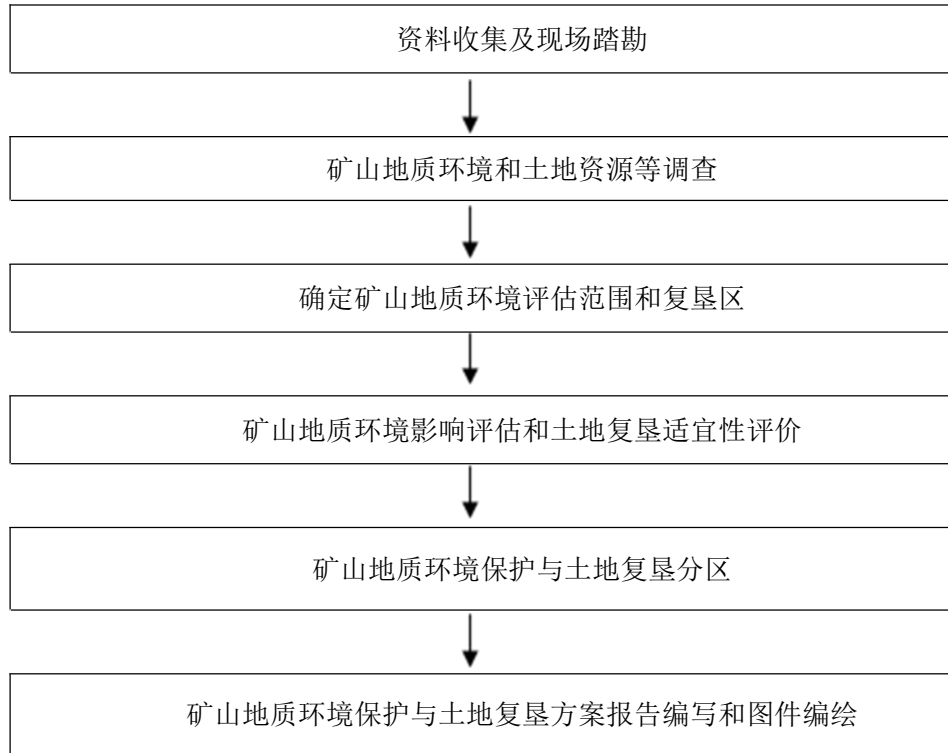 资料收集及现场踏勘
矿山地质环境和土地资源等调查
确定矿山地质环境评估范围和复垦区
矿山地质环境影响评估和土地复垦适宜性评价
矿山地质环境保护与土地复垦分区
矿山地质环境保护与土地复垦方案报告编写和图件编绘